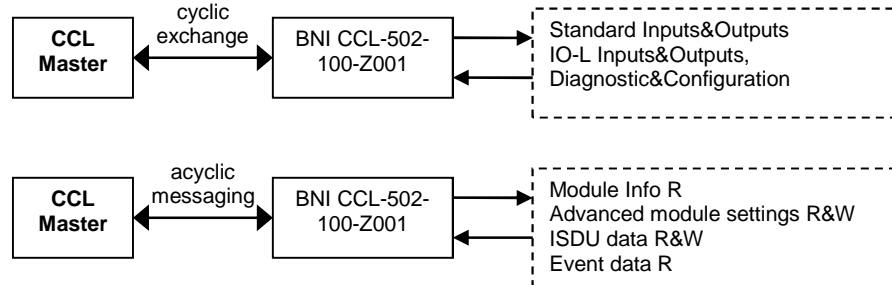 cyclic
exchange
CCL
Master
BNI CCL-502-
100-Z001
Standard Inputs&Outputs
IO-L Inputs&Outputs,
Diagnostic&Configuration
acyclic
messaging
CCL
Master
BNI CCL-502-
100-Z001
Module Info R
Advanced module settings R&W
ISDU data R&W
Event data R